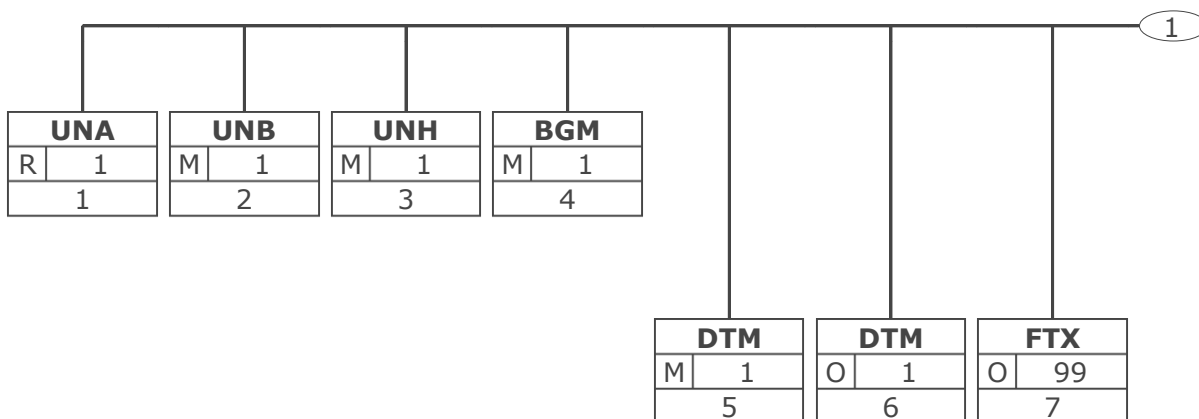 1
UNA UNB UNH BGM
R 1 M 1 M 1 M 1
1 2 3 4
DTM DTM FTX
M 1 O 1 O 99
5 6 7